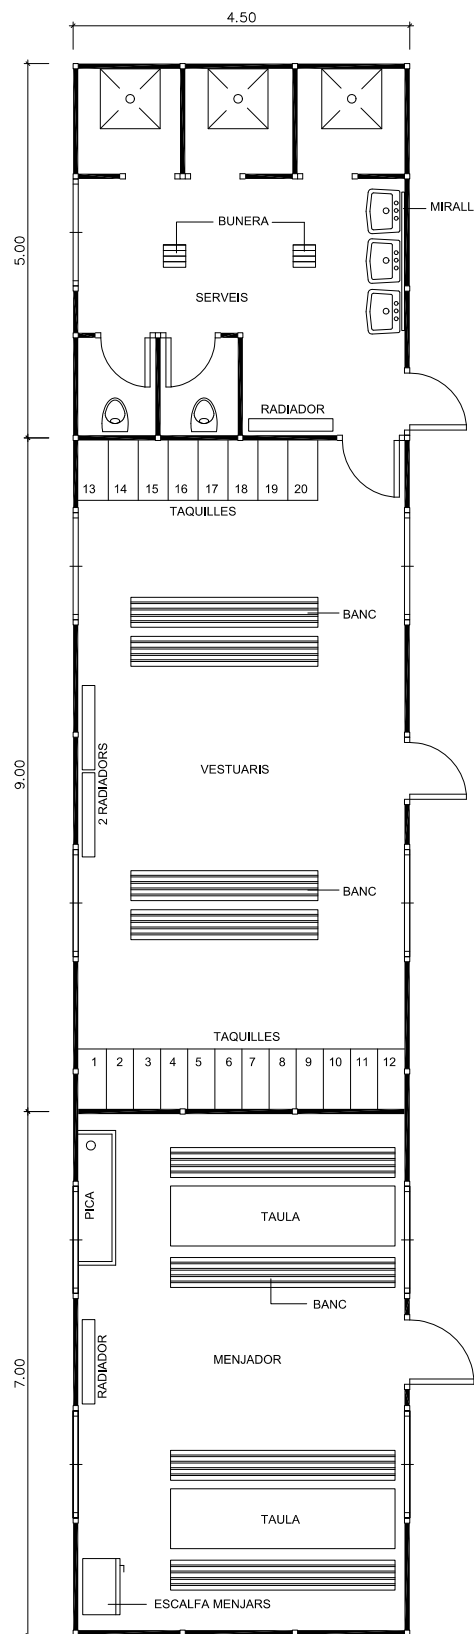 4.50
MIRALL
BUNERA
5.00
SERVEIS
RADIADOR
13 14 15 16 17 18 19 20
TAQUILLES
BANC
2 RADIADORS
VESTUARIS
9.00
BANC
TAQUILLES
1 2 3 4 5 6 7 8 9 10 11 12
PICA
TAULA
BANC
RADIADOR
MENJADOR
7.00
TAULA
ESCALFA MENJARS